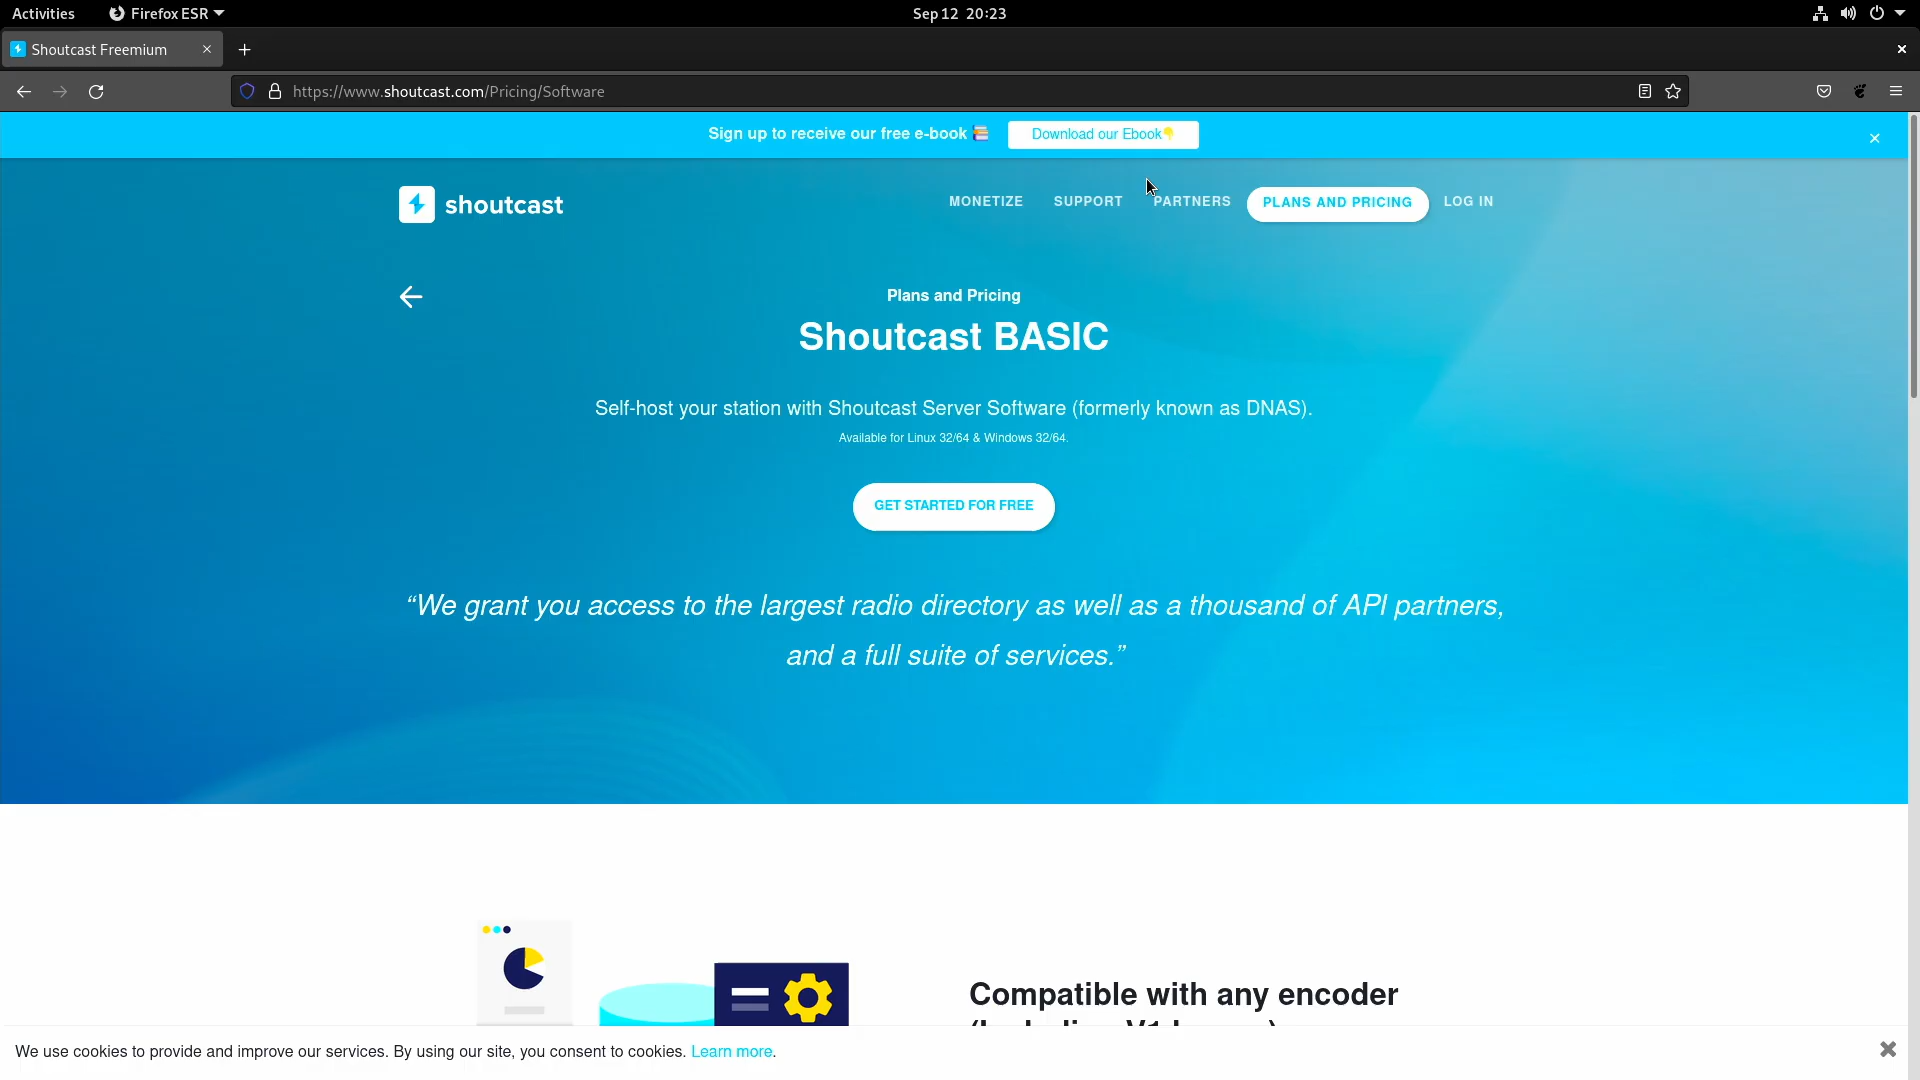 Activities
Firefox ESR
Sep 12 20:23
Shoutcast Freemium
https://www.shoutcast.com/Pricing/Software
Sign up to receive our free e-book
Download our Ebook
shoutcast
MONETIZE
SUPPORT
PARTNERS
PLANS AND PRICING
LOG IN
Plans and Pricing
Shoutcast BASIC
Self-host your station with Shoutcast Server Software (formerly known as DNAS).
Available for Linux 32/64 & Windows 32/64.
GET STARTED FOR FREE
“We grant you access to the largest radio directory as well as a thousand of API partners,
and a full suite of services.”
Compatible with any encoder
We use cookies to provide and improve our services. By using our site, you consent to cookies. Learn more.